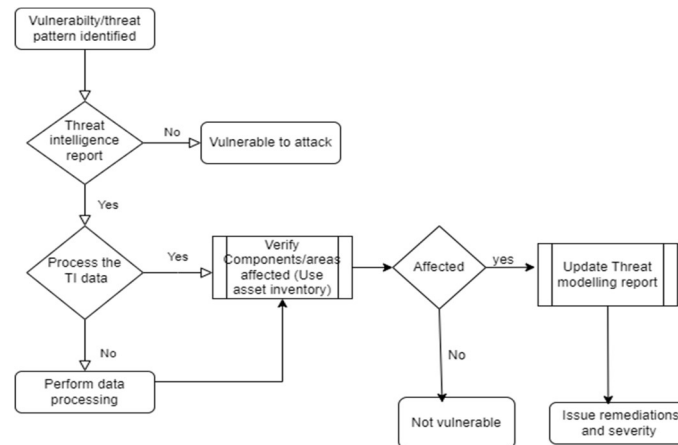 Vulnerabilty/threat
pattern identified
Threat
intelligence
report
No
Vulnerable to attack
Yes
Process the
TI data
Yes
Verify
Components/areas
affected (Use
asset inventory)
Affected
yes
Update Threat
modelling report
No
No
Perform data
processing
Not vulnerable
Issue remediations
and severity